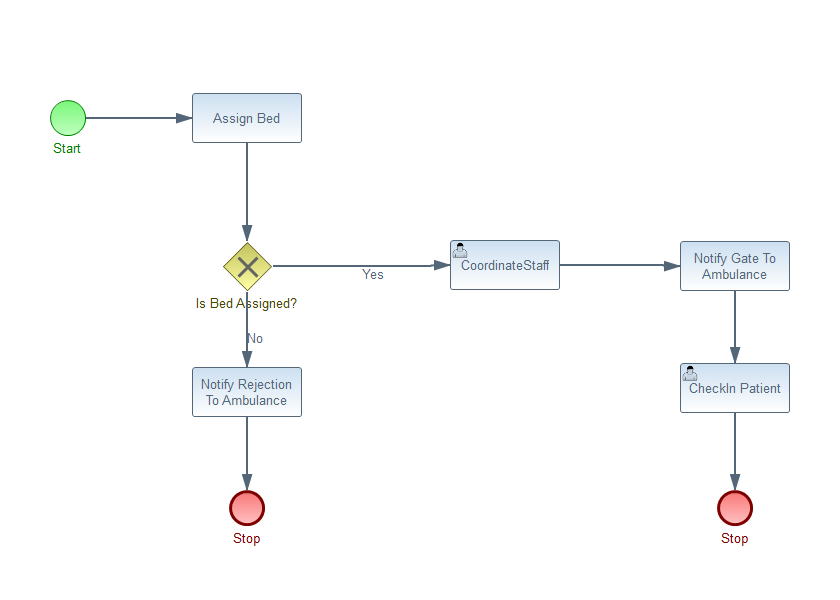 Assign Bed
Start
CoordinateStaff
Notify Gate To
Ambulance
Yes
Is Bed Assigned?
No
Notify Rejection
To Ambulance
CheckIn Patient
Stop
Stop